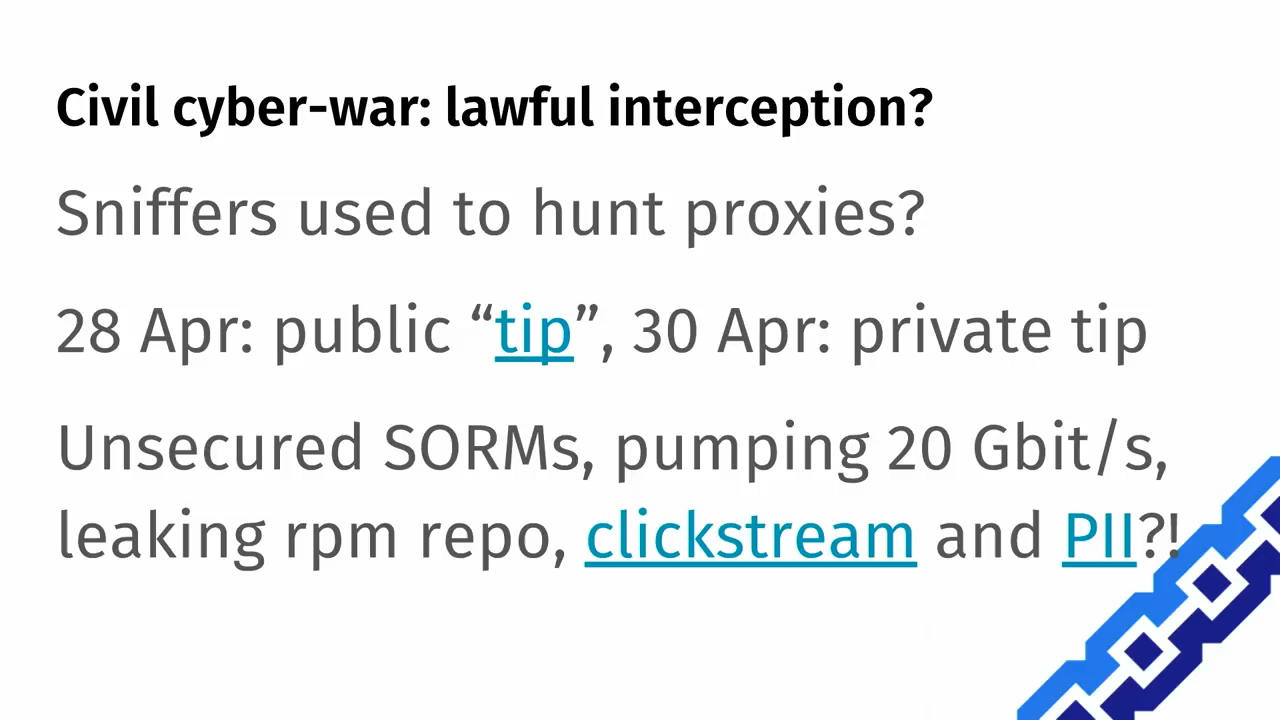 Civil cyber-war: lawful interception?
Sniffers used to hunt proxies?
28 Apr: public “tip”, 30 Apr: private tip
Unsecured SORMs, pumping 20 Gbit/s,
leaking rpm repo, clickstream and PII?!